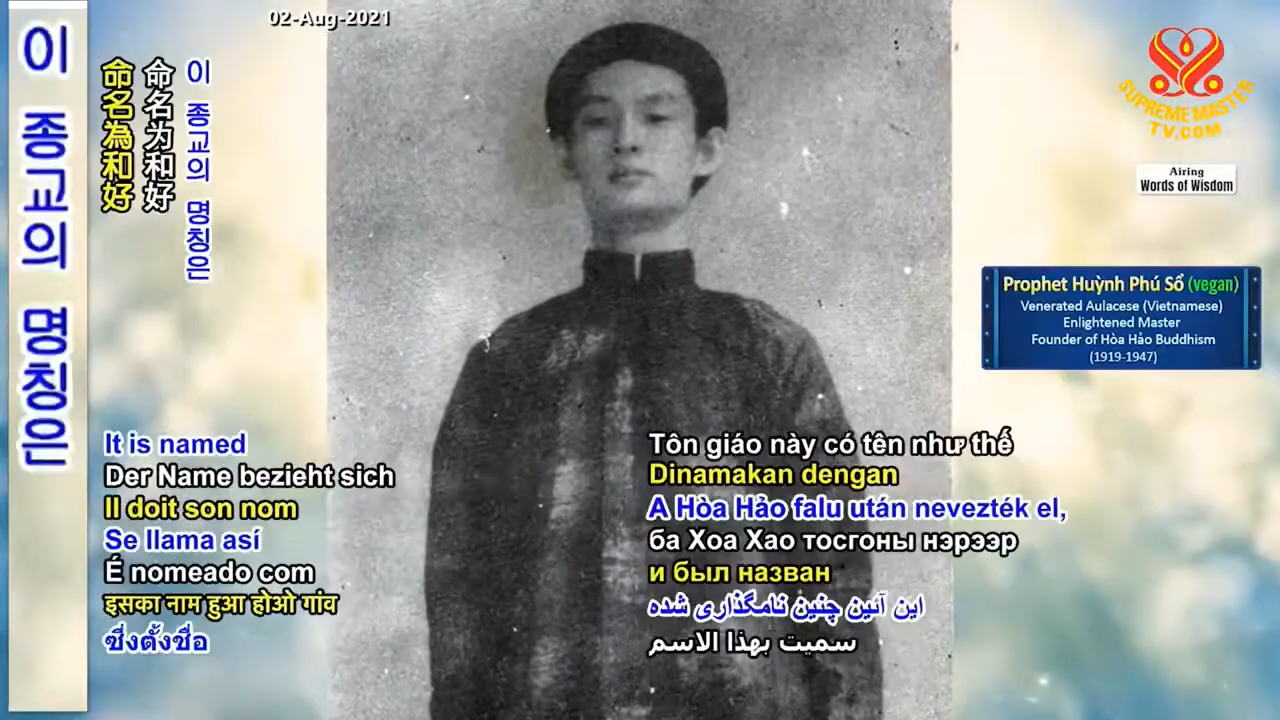 02-Aug-2021
이 종교의 명칭은
命名為和好
命名为和好
이 종교의 명칭은
SUPREME MASTER
TV.COM
Airing
Words of Wisdom
Prophet Huỳnh Phú Sổ (vegan)
Venerated Aulacese (Vietnamese)
Enlightened Master
Founder of Hòa Hảo Buddhism
(1919-1947)
It is named
Der Name bezieht sich
Il doit son nom
Se llama así
É nomeado com
इसका नाम हुआ होओ गांव
ซึ่งตั้งชื่อ
Tôn giáo này có tên như thế
Dinamakan dengan
A Hòa Hảo falu után nevezték el,
ба Хоа Хао тосгоны нэрээр
и был назван
این آئین چنین نامگذاری شده
سميت بهذا الاسم